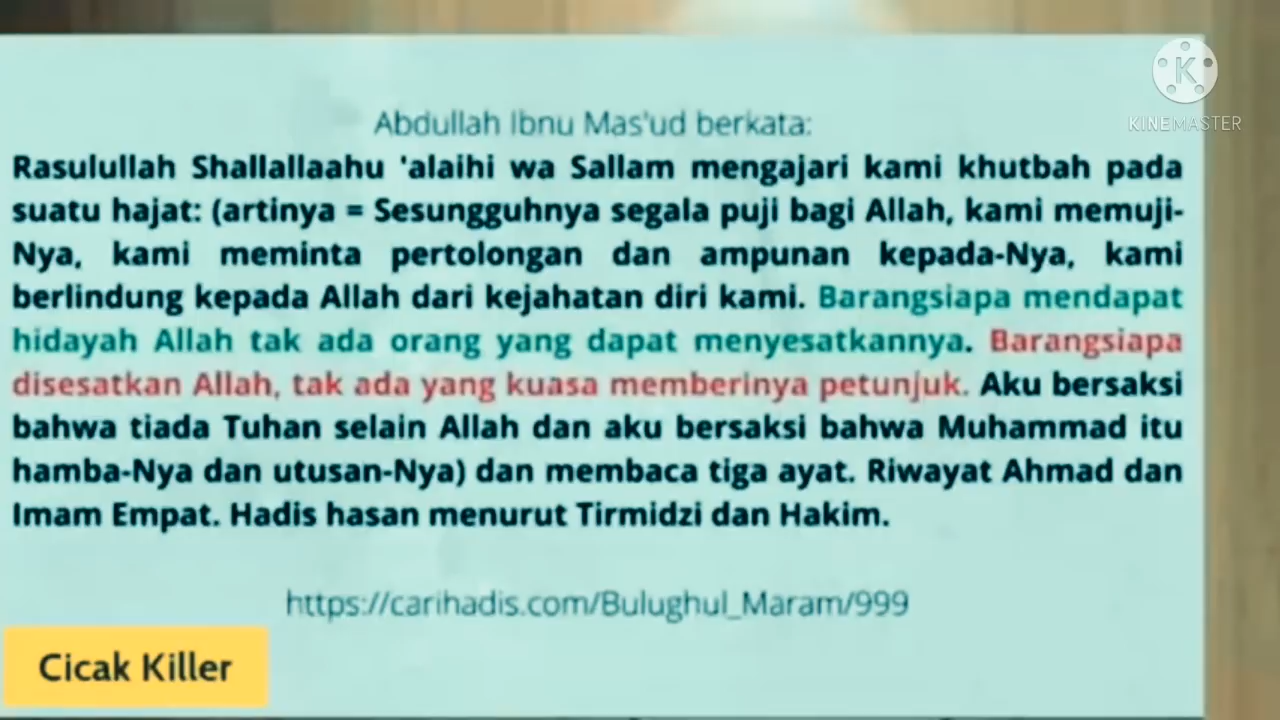 KINEMASTER
Abdullah Ibnu Mas'ud berkata:
Rasulullah Shallallaahu 'alaihi wa Sallam mengajari kami khutbah pada
suatu hajat: (artinya = Sesungguhnya segala puji bagi Allah, kami memuji-
Nya, kami meminta pertolongan dan ampunan kepada-Nya, kami
berlindung kepada Allah dari kejahatan diri kami. Barangsiapa mendapat
hidayah Allah tak ada orang yang dapat menyesatkannya. Barangsiapa
disesatkan Allah, tak ada yang kuasa memberinya petunjuk. Aku bersaksi
bahwa tiada Tuhan selain Allah dan aku bersaksi bahwa Muhammad itu
hamba-Nya dan utusan-Nya) dan membaca tiga ayat. Riwayat Ahmad dan
Imam Empat. Hadis hasan menurut Tirmidzi dan Hakim.
https://carihadis.com/Bulughul_Maram/999
Cicak Killer